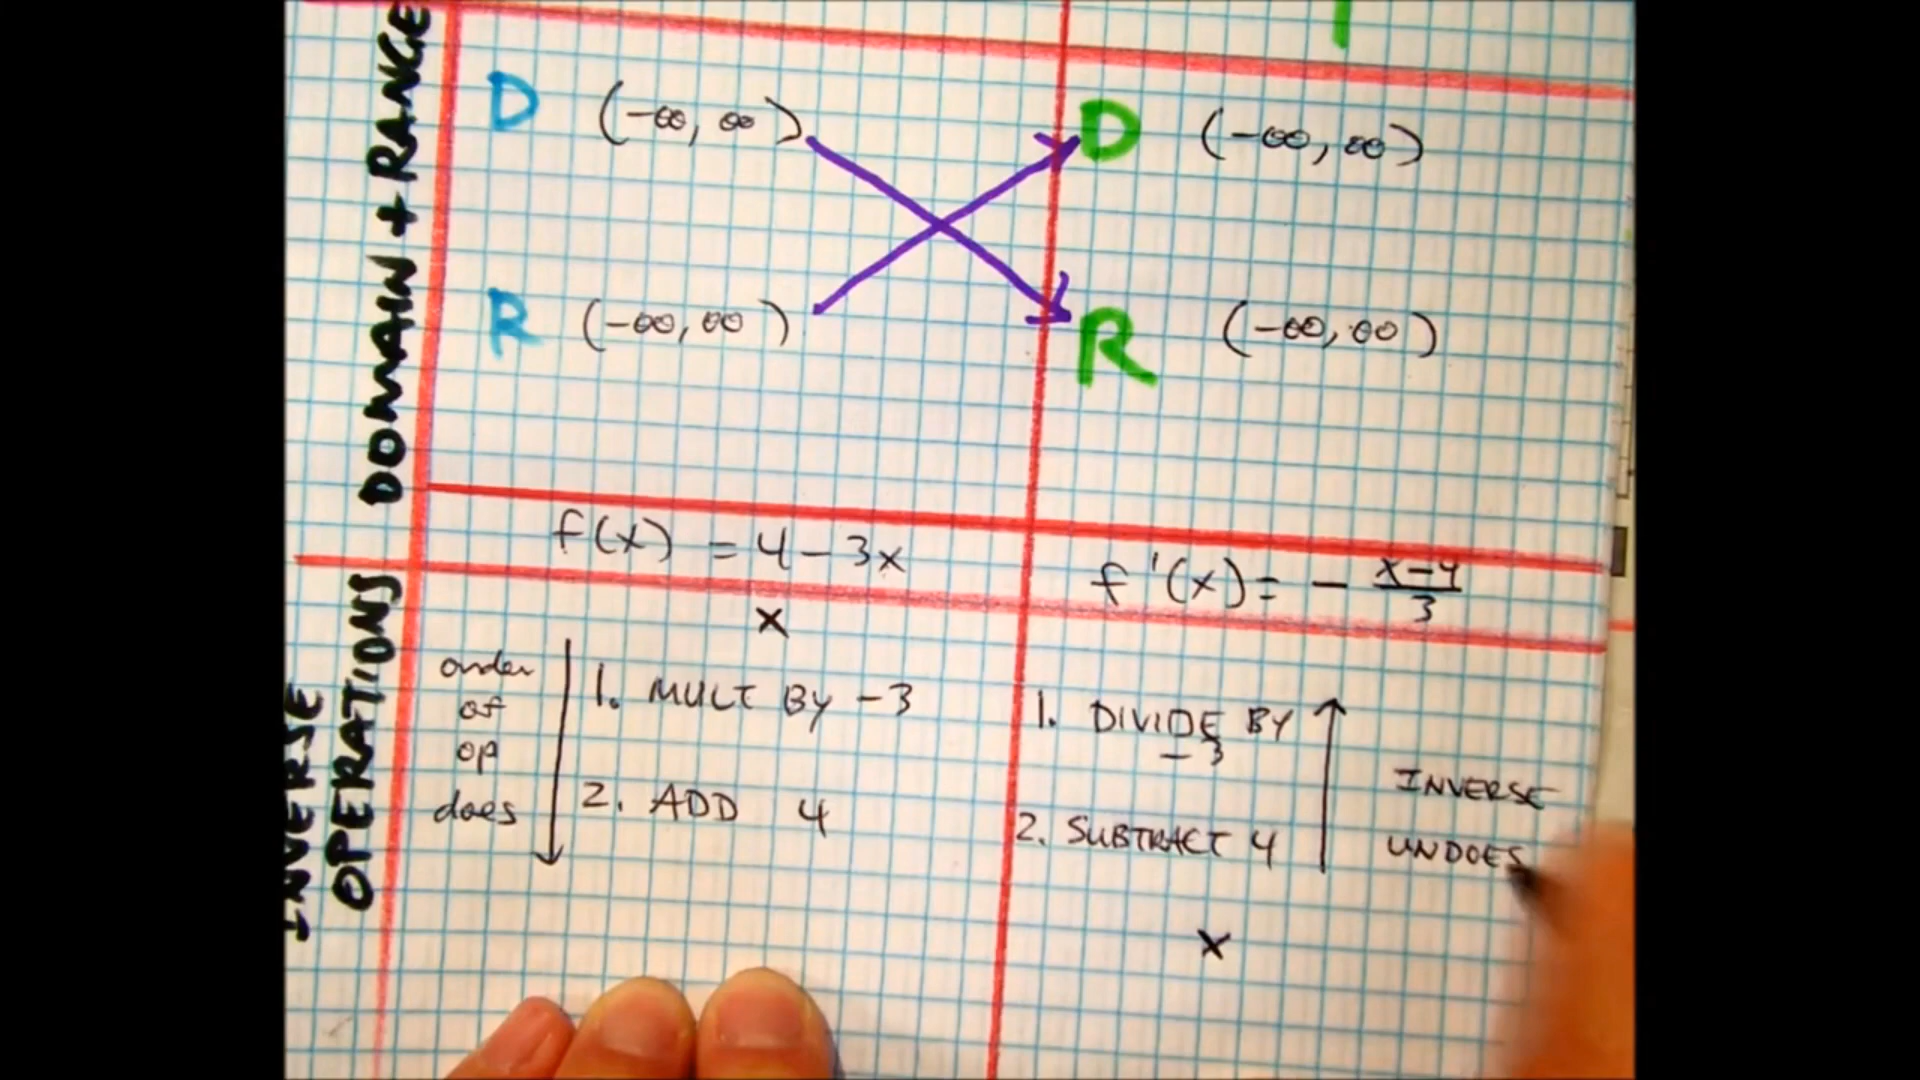 DOMAIN + RANGE
D (-∞, ∞)
D (-∞, ∞)
R (-∞, ∞)
R (-∞, ∞)
f(x) = 4 - 3x
f'(x) = - x-4/3
INVERSE
OPERATIONS
x
order
of
op
does
1. MULT BY -3
2. ADD 4
1. DIVIDE BY
-3
2. SUBTRACT 4
x
INVERSE
UNDOES